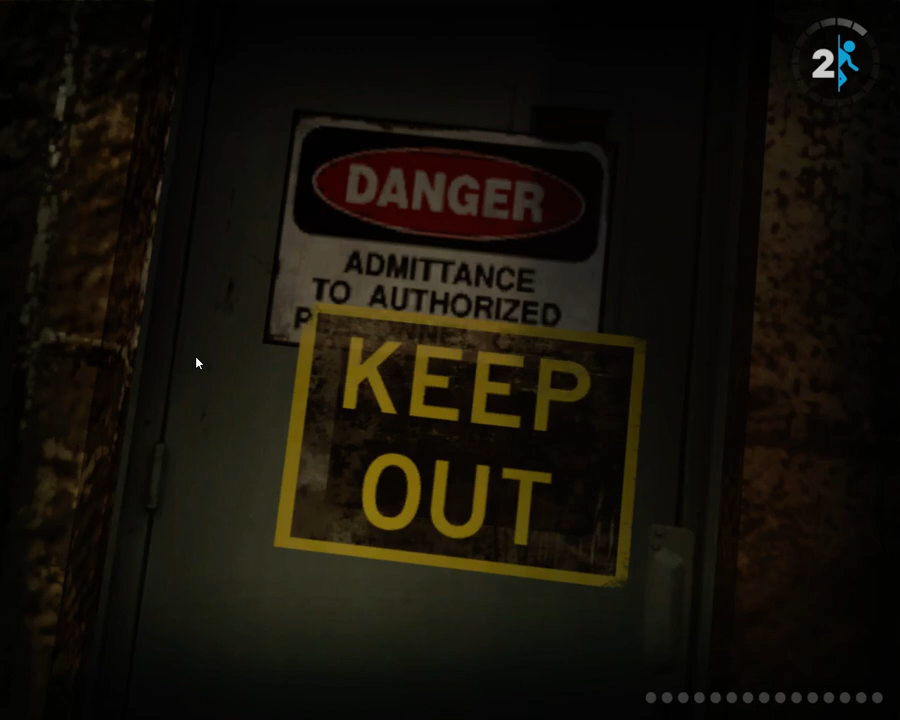 2
DANGER
ADMITTANCE
TO AUTHORIZED
KEEP
OUT